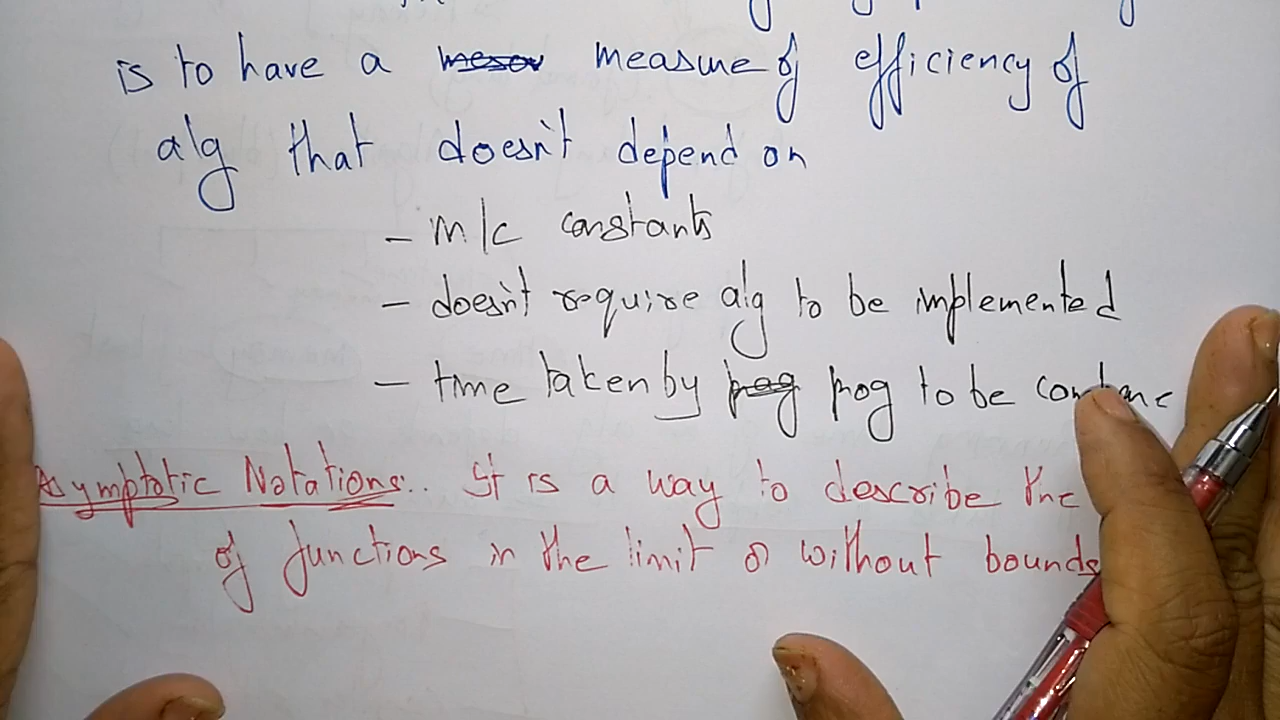 is to have a measure of efficiency of
alg that doesn't depend on
- m/c constants
- doesn't require alg to be implemented
- time taken by prog to be
Asymptotic Notations.. It is a way to describe the
of functions in the limit or without bounds